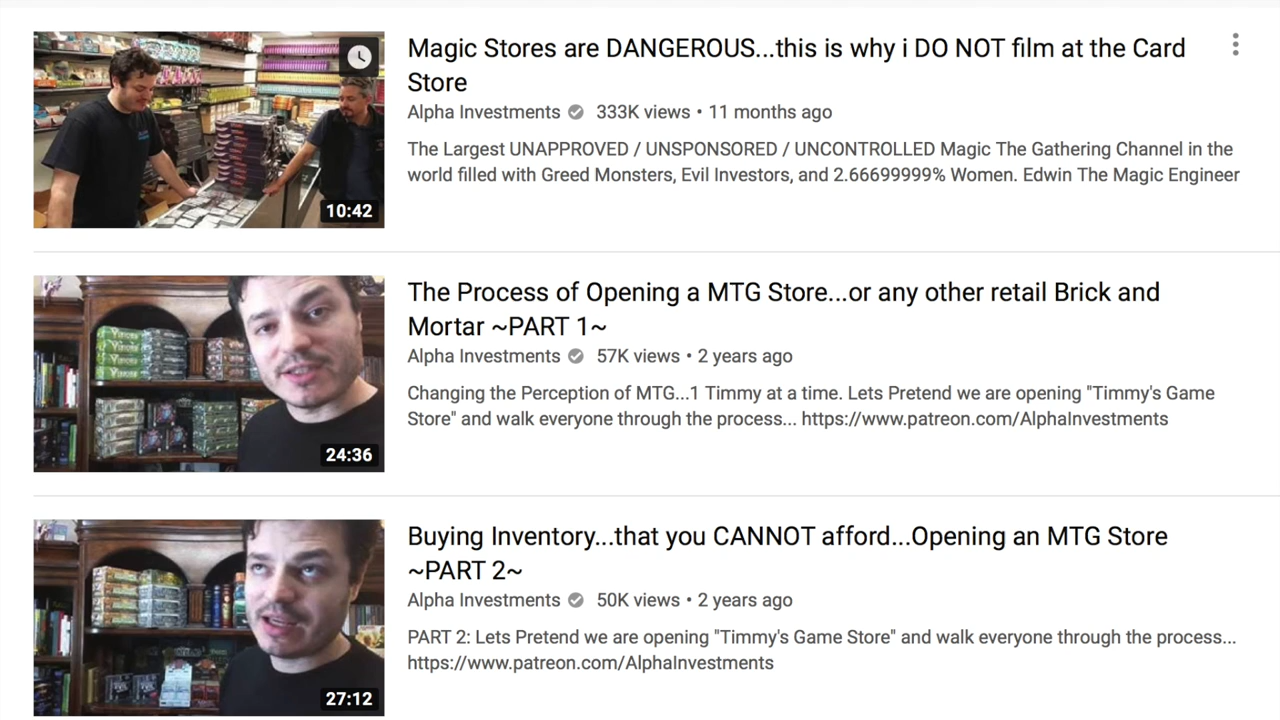 Magic Stores are DANGEROUS...this is why i DO NOT film at the Card
Store
Alpha Investments 333K views • 11 months ago
The Largest UNAPPROVED / UNSPONSORED / UNCONTROLLED Magic The Gathering Channel in the
world filled with Greed Monsters, Evil Investors, and 2.66699999% Women. Edwin The Magic Engineer
10:42
The Process of Opening a MTG Store...or any other retail Brick and
Mortar ~PART 1~
Alpha Investments 57K views • 2 years ago
Changing the Perception of MTG...1 Timmy at a time. Lets Pretend we are opening "Timmy's Game
Store" and walk everyone through the process... https://www.patreon.com/AlphaInvestments
24:36
Buying Inventory...that you CANNOT afford...Opening an MTG Store
~PART 2~
Alpha Investments 50K views • 2 years ago
PART 2: Lets Pretend we are opening "Timmy's Game Store" and walk everyone through the process...
https://www.patreon.com/AlphaInvestments
27:12